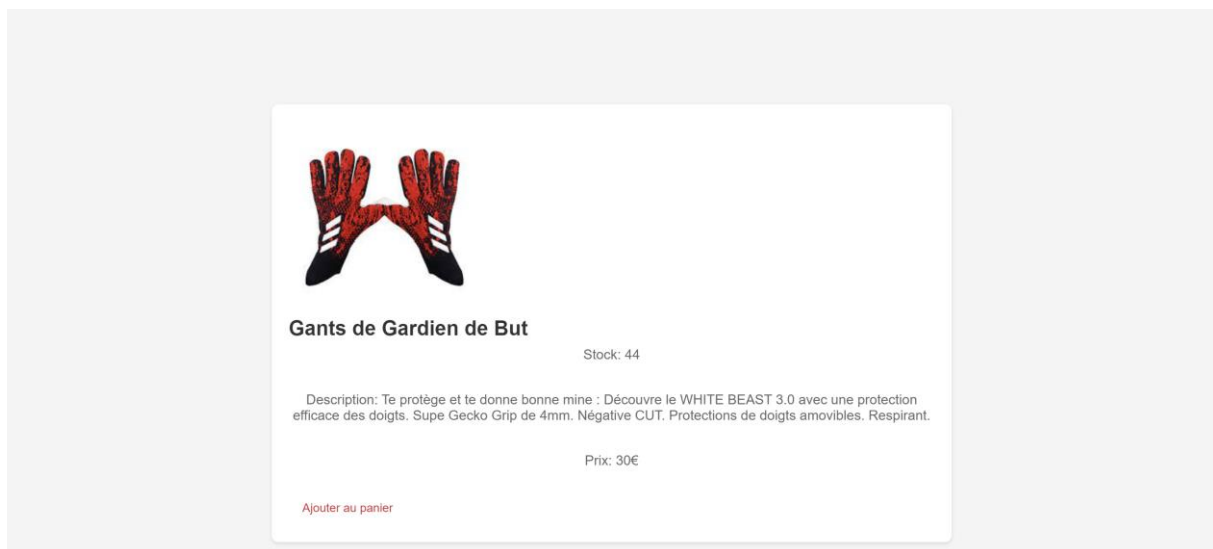 Gants de Gardien de But
Stock: 44
Description: Te protège et te donne bonne mine : Découvre le WHITE BEAST 3.0 avec une protection
efficace des doigts. Supe Gecko Grip de 4mm. Négative CUT. Protections de doigts amovibles. Respirant.
Prix: 30€
Ajouter au panier